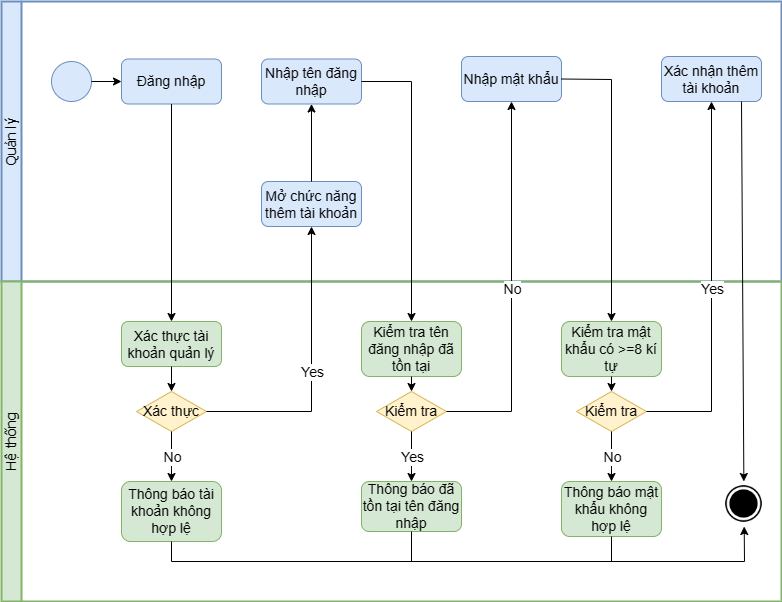 Quản lý
Đăng nhập
Nhập tên đăng
nhập
Nhập mật khẩu
Xác nhận thêm
tài khoản
Mở chức năng
thêm tài khoản
Hệ thống
No
Yes
Xác thực tài
khoản quản lý
Kiểm tra tên
đăng nhập đã
tồn tại
Kiểm tra mật
khẩu có >=8 kí
tự
Yes
Xác thực
Kiểm tra
Kiểm tra
No
Yes
No
Thông báo tài
khoản không
hợp lệ
Thông báo đã
tồn tại tên đăng
nhập
Thông báo mật
khẩu không
hợp lệ